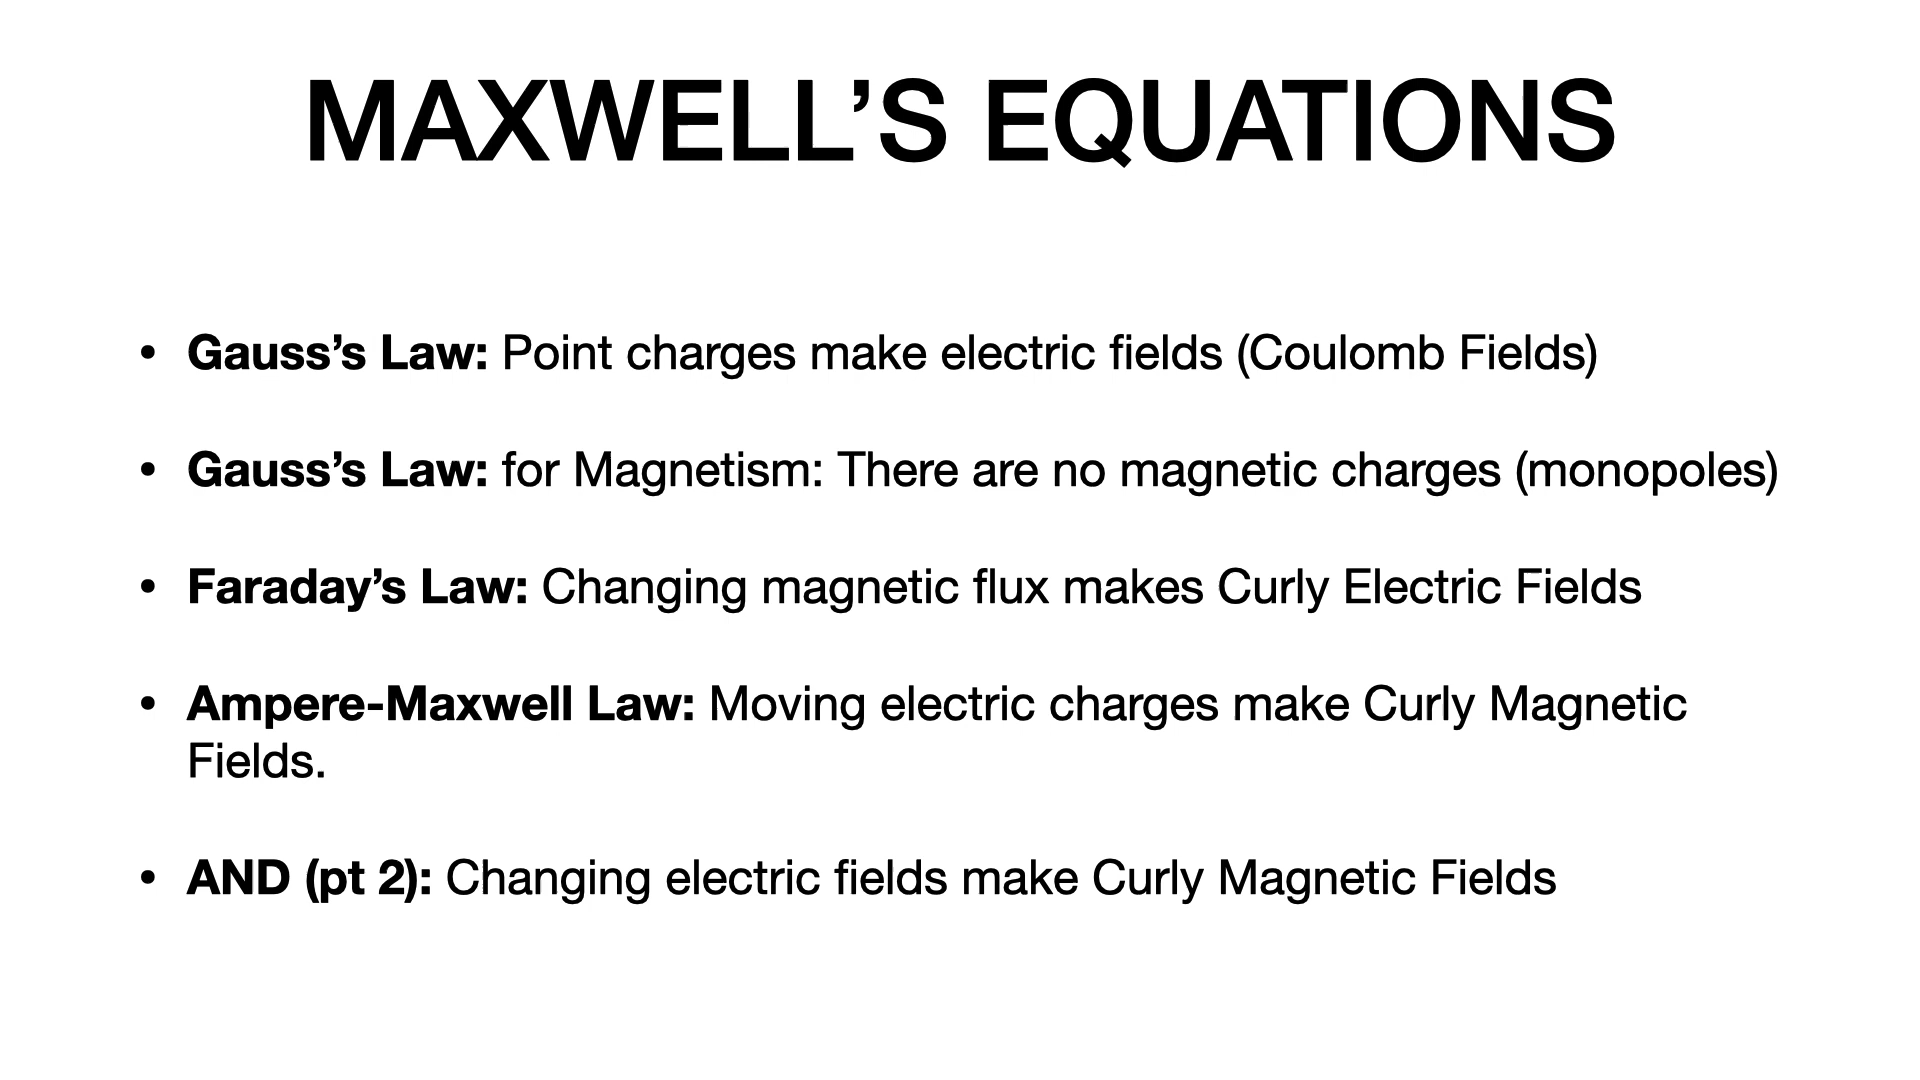 MAXWELL’S EQUATIONS
• Gauss’s Law: Point charges make electric fields (Coulomb Fields)
• Gauss’s Law: for Magnetism: There are no magnetic charges (monopoles)
• Faraday’s Law: Changing magnetic flux makes Curly Electric Fields
• Ampere-Maxwell Law: Moving electric charges make Curly Magnetic
Fields.
• AND (pt 2): Changing electric fields make Curly Magnetic Fields